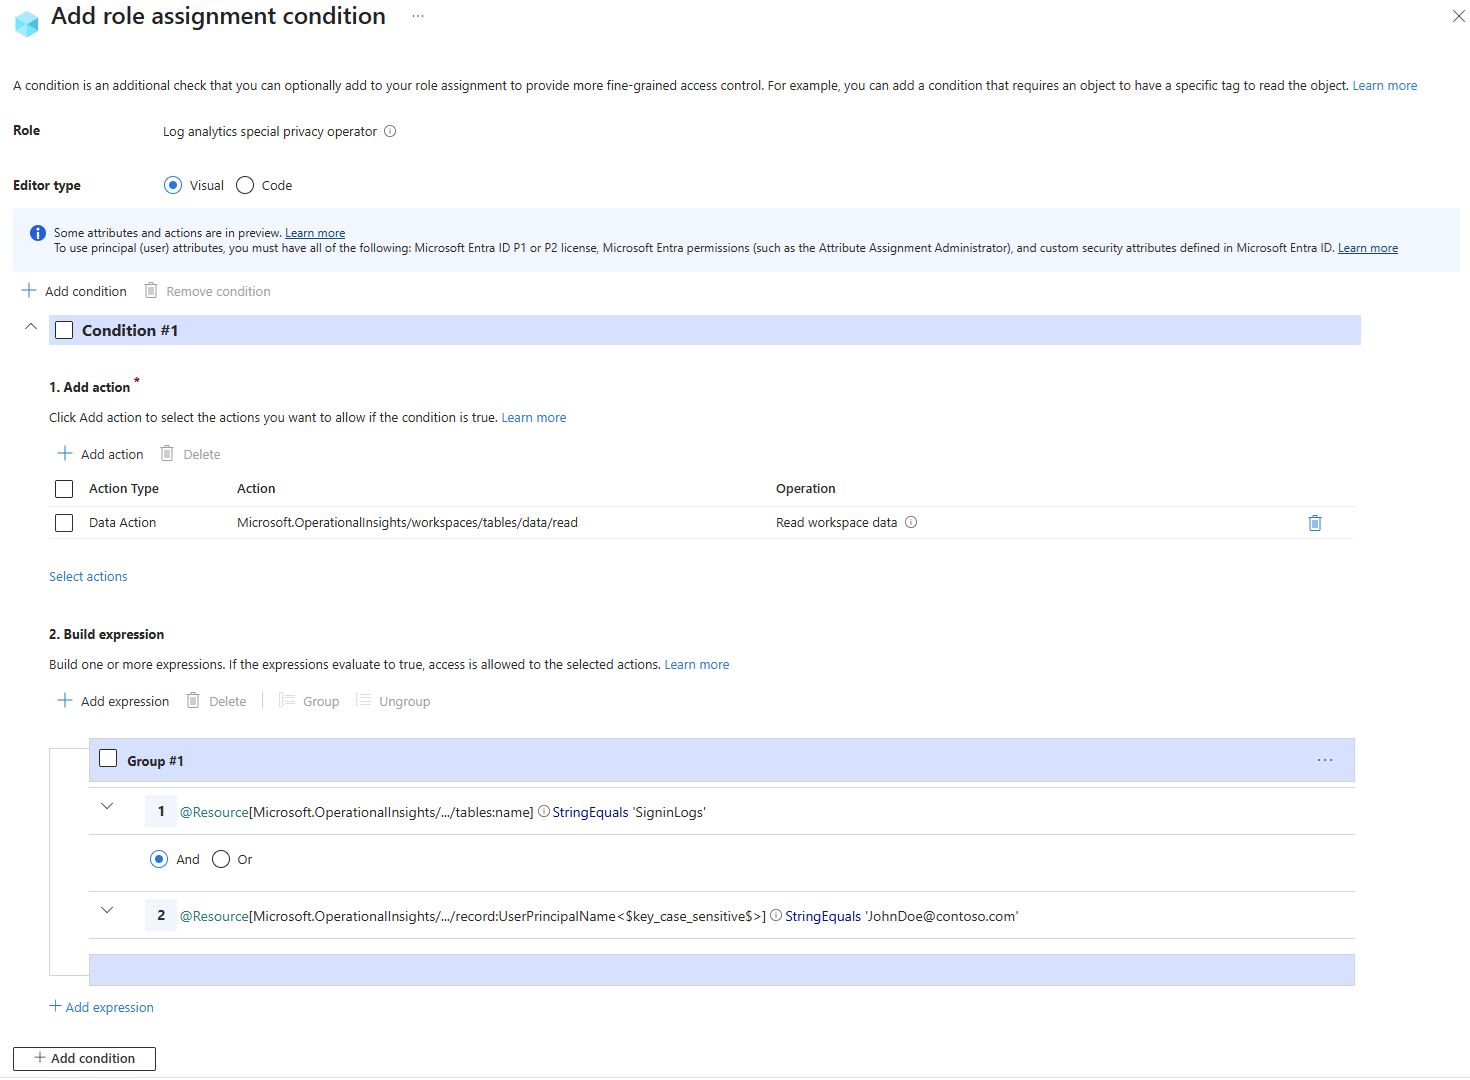 Add role assignment condition ...
A condition is an additional check that you can optionally add to your role assignment to provide more fine-grained access control. For example, you can add a condition that requires an object to have a specific tag to read the object. Learn more
Role Log analytics special privacy operator
Editor type Visual Code
Some attributes and actions are in preview. Learn more
To use principal (user) attributes, you must have all of the following: Microsoft Entra ID P1 or P2 license, Microsoft Entra permissions (such as the Attribute Assignment Administrator), and custom security attributes defined in Microsoft Entra ID. Learn more
Add condition Remove condition
Condition #1
1. Add action *
Click Add action to select the actions you want to allow if the condition is true. Learn more
Add action Delete
Action Type Action Operation
Data Action Microsoft.OperationalInsights/workspaces/tables/data/read Read workspace data
Select actions
2. Build expression
Build one or more expressions. If the expressions evaluate to true, access is allowed to the selected actions. Learn more
Add expression Delete Group Ungroup
Group #1 ...
1 @Resource[Microsoft.OperationalInsights/.../tables:name] StringEquals 'SigninLogs'
And Or
2 @Resource[Microsoft.OperationalInsights/.../record:UserPrincipalName<$key_case_sensitive$>] StringEquals 'JohnDoe@contoso.com'
+ Add expression
+ Add condition